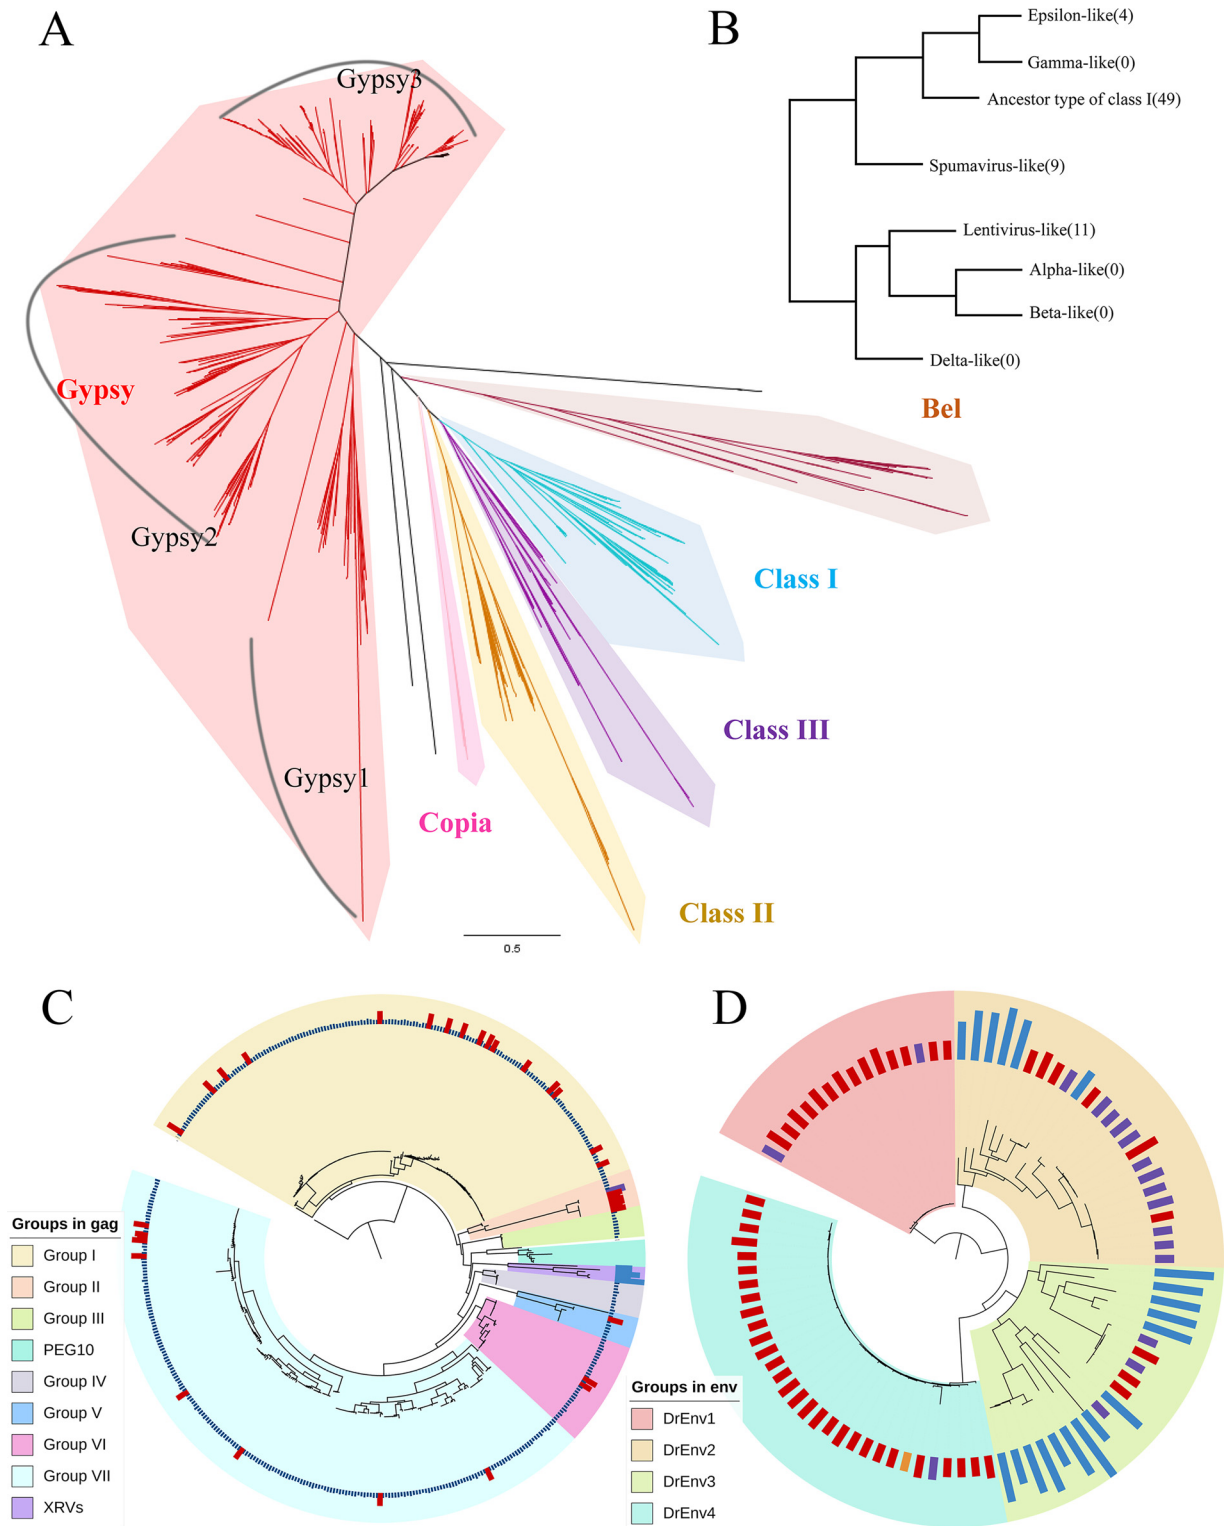 A
Gypsy3
Gypsy
Gypsy2
Gypsy1
Copia
Class II
Class III
Class I
Bel
0.5
B
Epsilon-like(4)
Gamma-like(0)
Ancestor type of class I(49)
Spumavirus-like(9)
Lentivirus-like(11)
Alpha-like(0)
Beta-like(0)
Delta-like(0)
C
Groups in gag
Group I
Group II
Group III
PEG10
Group IV
Group V
Group VI
Group VII
XRVs
D
Groups in env
DrEnv1
DrEnv2
DrEnv3
DrEnv4